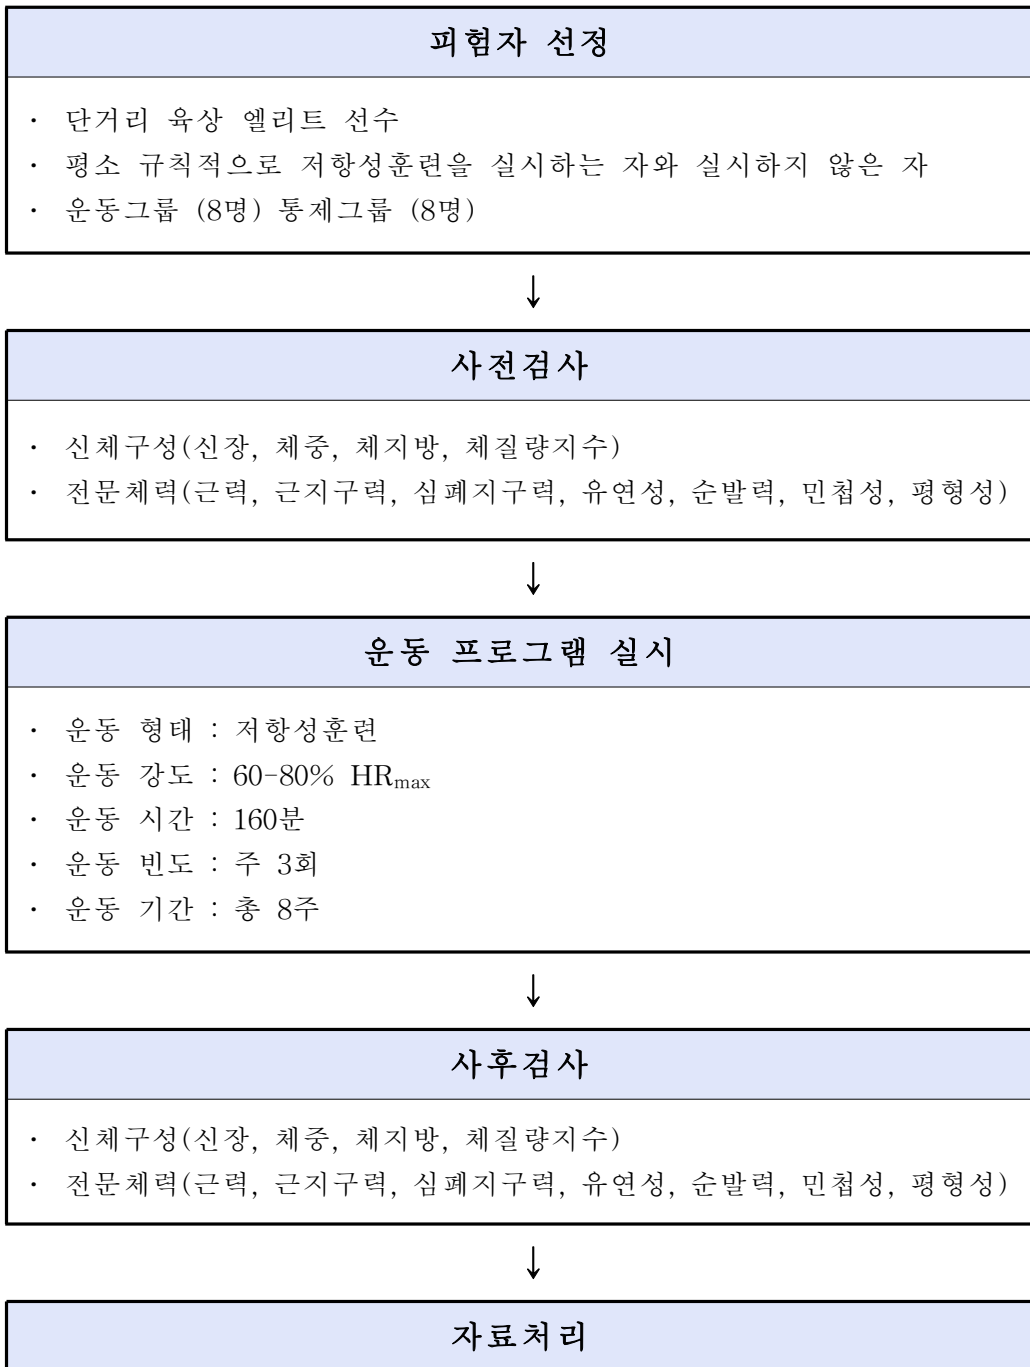 피험자 선정
· 단거리 육상 엘리트 선수
· 평소 규칙적으로 저항성훈련을 실시하는 자와 실시하지 않은 자
· 운동그룹 (8명) 통제그룹 (8명)
↓
사전검사
· 신체구성(신장, 체중, 체지방, 체질량지수)
· 전문체력(근력, 근지구력, 심폐지구력, 유연성, 순발력, 민첩성, 평형성)
↓
운동 프로그램 실시
· 운동 형태 : 저항성훈련
· 운동 강도 : 60-80% HRmax
· 운동 시간 : 160분
· 운동 빈도 : 주 3회
· 운동 기간 : 총 8주
↓
사후검사
· 신체구성(신장, 체중, 체지방, 체질량지수)
· 전문체력(근력, 근지구력, 심폐지구력, 유연성, 순발력, 민첩성, 평형성)
↓
자료처리